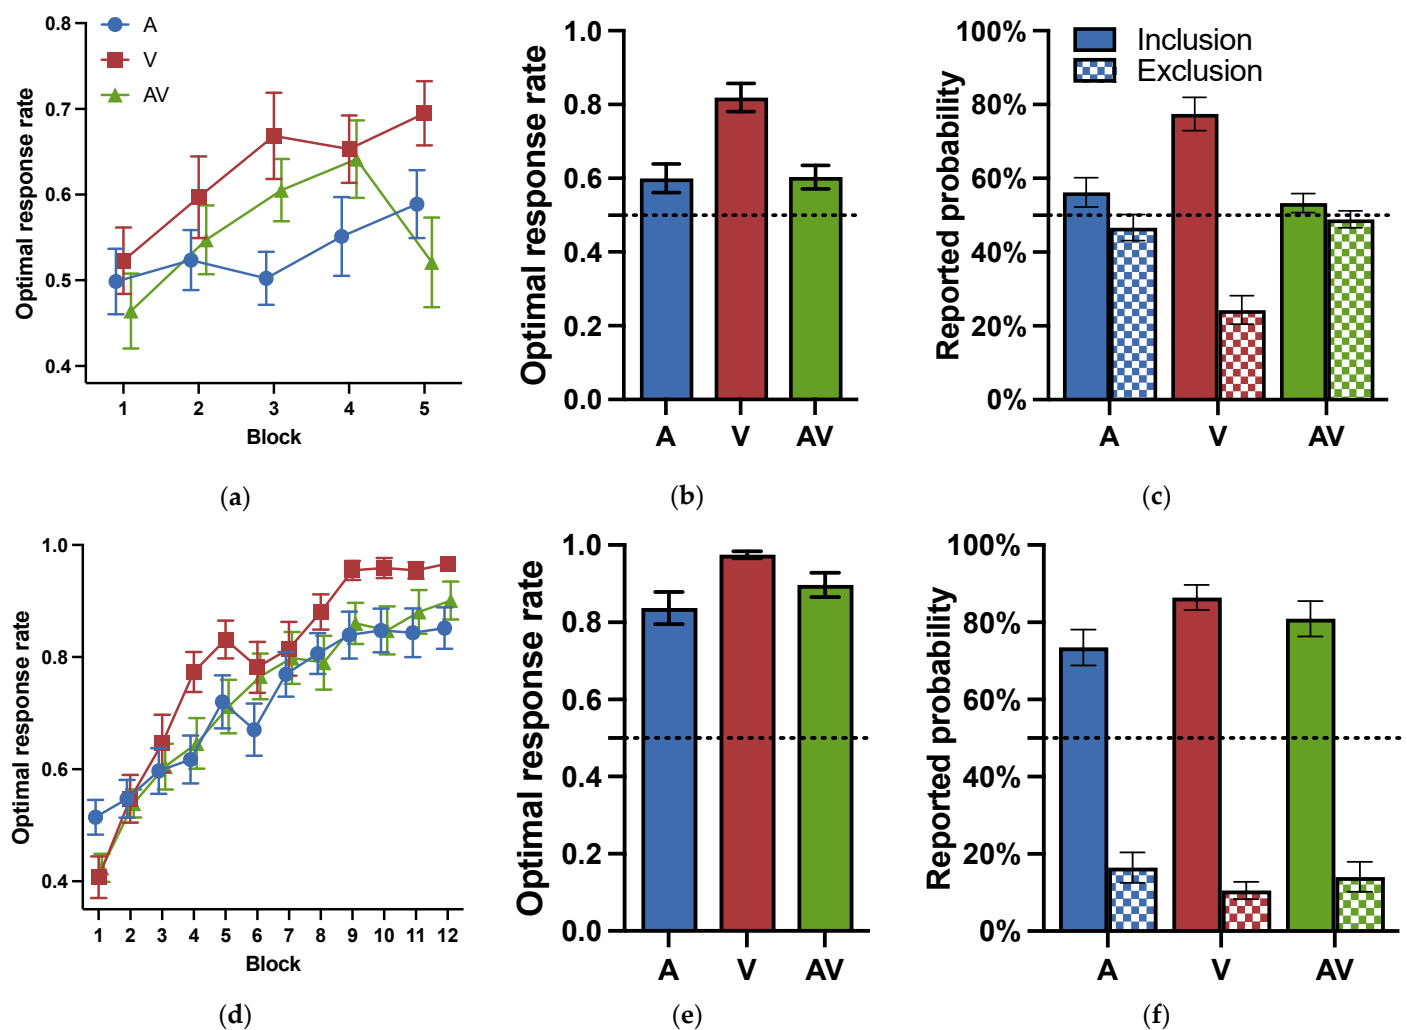 A
V
AV
Optimal response rate
0.8
0.7
0.6
0.5
0.4
1 2 3 4 5
Block
(a)
Optimal response rate
1.0
0.8
0.6
0.4
0.2
0.0
A V AV
(b)
Inclusion
Exclusion
Reported probability
100%
80%
60%
40%
20%
0%
A V AV
(c)
Optimal response rate
1.0
0.8
0.6
0.4
1 2 3 4 5 6 7 8 9 10 11 12
Block
(d)
Optimal response rate
1.0
0.8
0.6
0.4
0.2
0.0
A V AV
(e)
Reported probability
100%
80%
60%
40%
20%
0%
A V AV
(f)